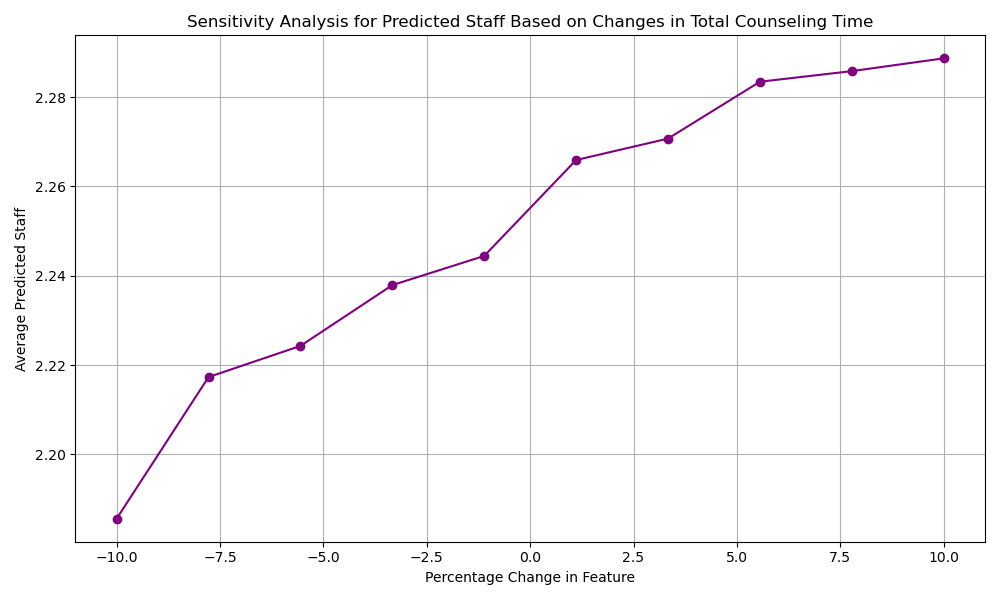 Sensitivity Analysis for Predicted Staff Based on Changes in Total Counseling Time
Average Predicted Staff
2.28
2.26
2.24
2.22
2.20
−10.0 −7.5 −5.0 −2.5 0.0 2.5 5.0 7.5 10.0
Percentage Change in Feature